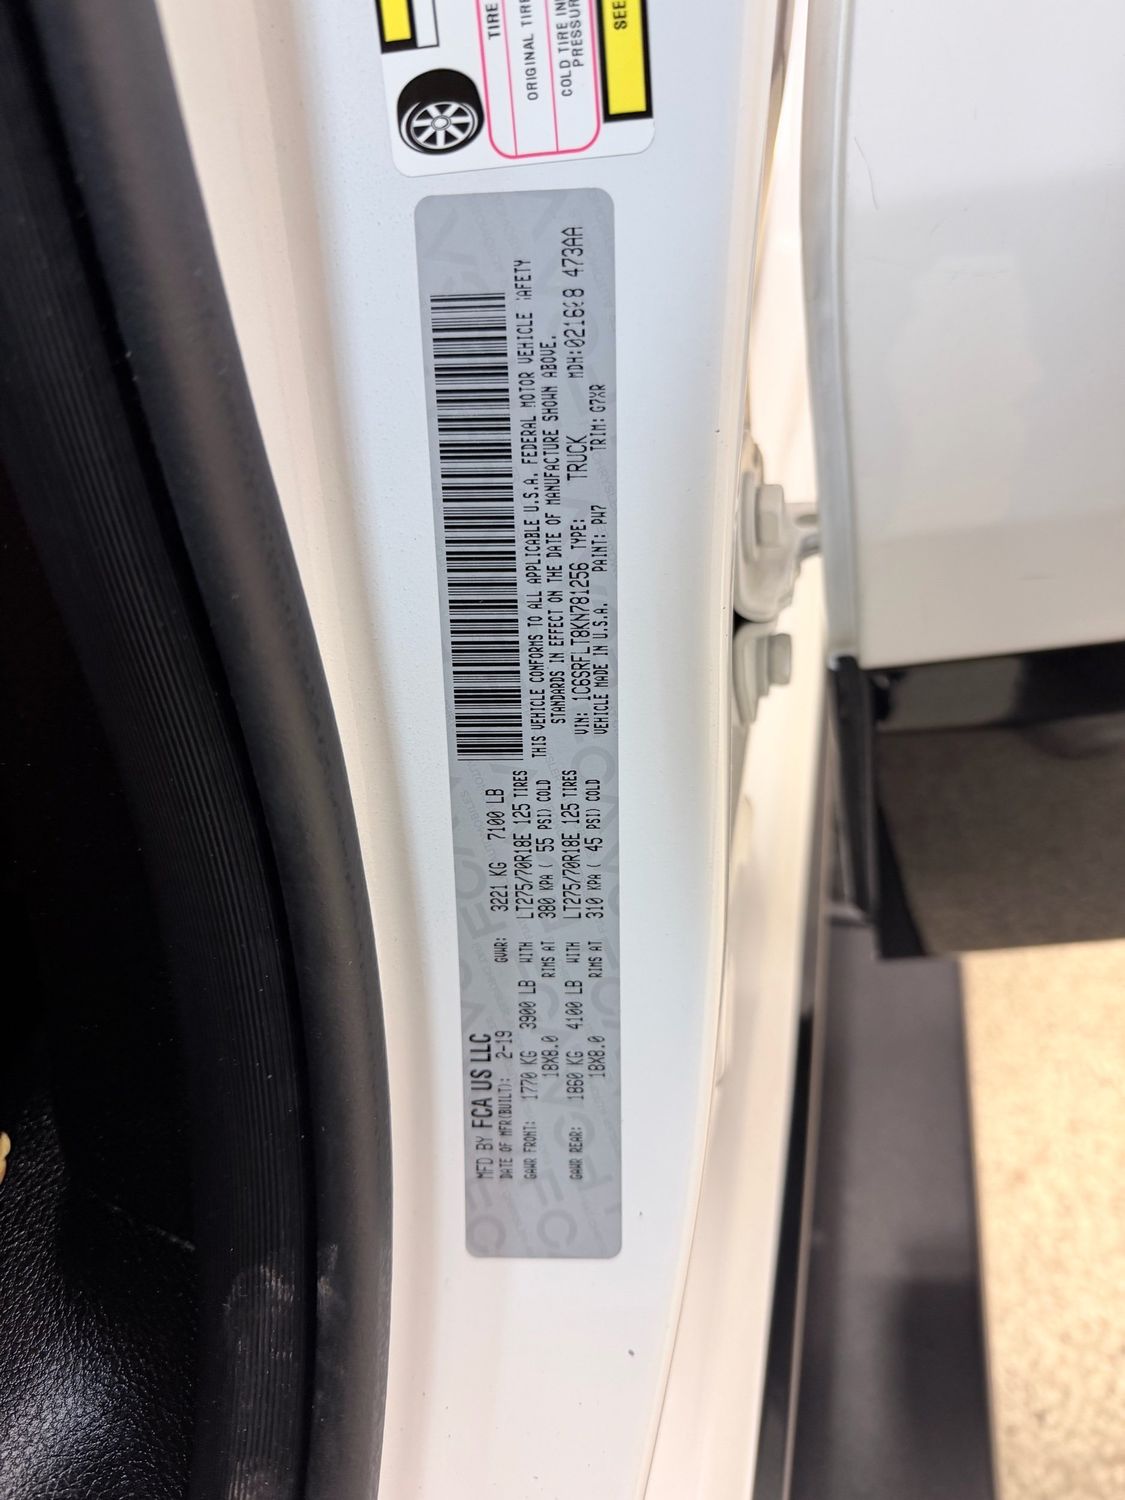 TIRE
ORIGINAL TIRE
COLD TIRE IN
PRESSUR
SEE
MFD BY FCA US LLC
DATE OF MFR(BUILT): 2-19 GVWR: 3221 KG 7100 LB
GAWR FRONT: 1770 KG 3900 LB WITH LT275/70R18E 125 TIRES
18X8.0 RIMS AT 380 KPA ( 55 PSI) COLD
GAWR REAR: 1860 KG 4100 LB WITH LT275/70R18E 125 TIRES
18X8.0 RIMS AT 310 KPA ( 45 PSI) COLD
THIS VEHICLE CONFORMS TO ALL APPLICABLE U.S.A. FEDERAL MOTOR VEHICLE SAFETY
STANDARDS IN EFFECT ON THE DATE OF MANUFACTURE SHOWN ABOVE.
VIN: 1C6SRFLT8KN781256 TYPE: TRUCK MDH: 473AA
VEHICLE MADE IN U.S.A. PAINT: PW7 TRIM: G7XR